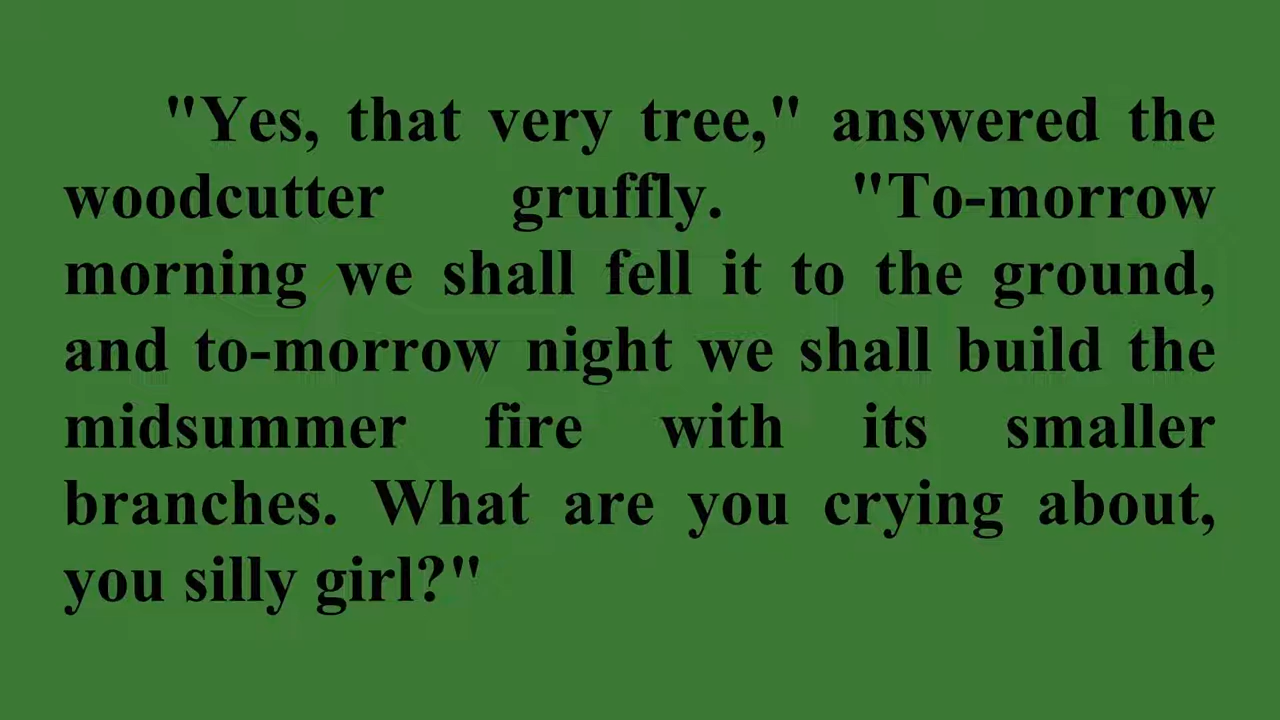 "Yes, that very tree," answered the
woodcutter gruffly. "To-morrow
morning we shall fell it to the ground,
and to-morrow night we shall build the
midsummer fire with its smaller
branches. What are you crying about,
you silly girl?"